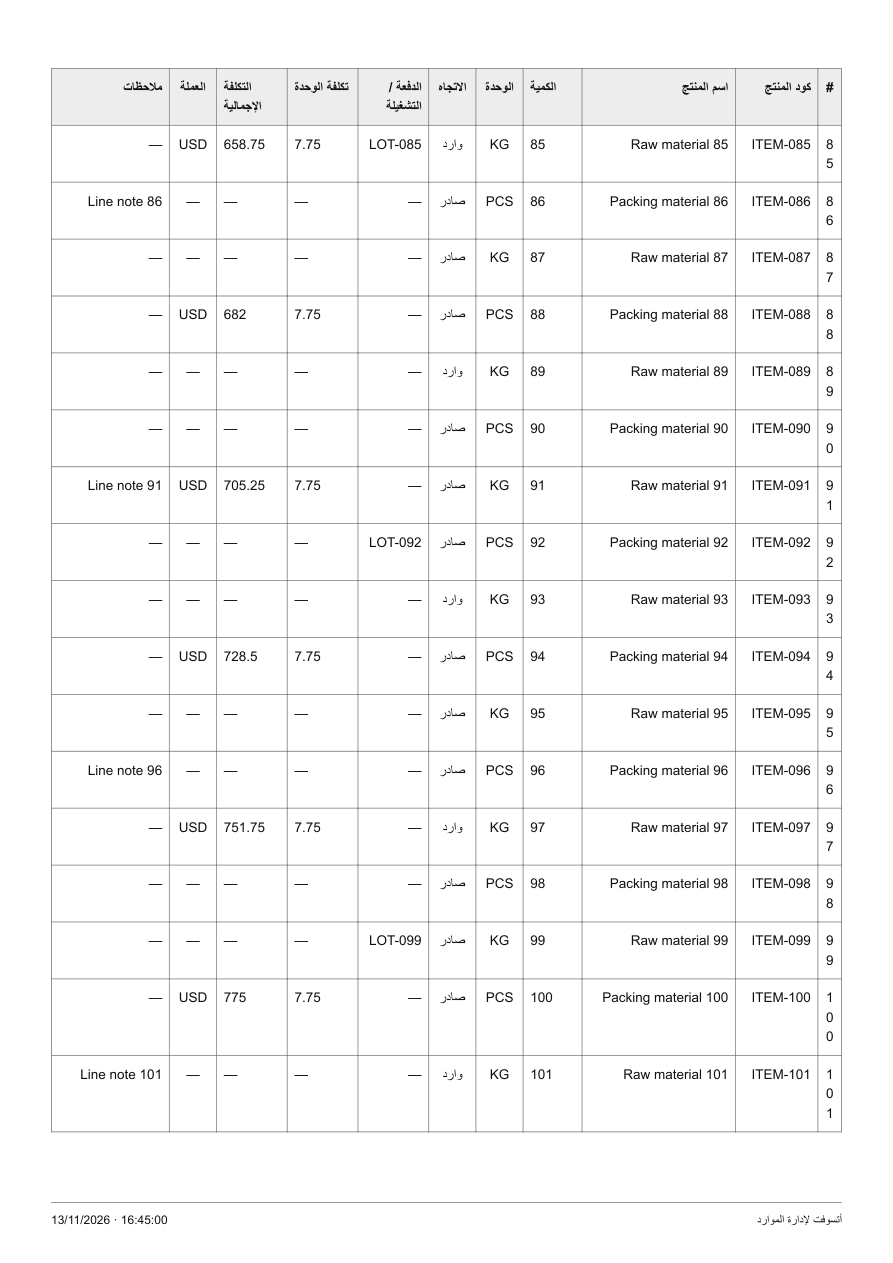 # كود المنتج اسم المنتج الكمية الوحدة الاتجاه الدفعة / التشغيلة تكلفة الوحدة التكلفة الإجمالية العملة ملاحظات
85 ITEM-085 Raw material 85 85 KG وارد LOT-085 7.75 658.75 USD —
86 ITEM-086 Packing material 86 86 PCS صادر — — — — Line note 86
87 ITEM-087 Raw material 87 87 KG صادر — — — — —
88 ITEM-088 Packing material 88 88 PCS صادر — 7.75 682 USD —
89 ITEM-089 Raw material 89 89 KG وارد — — — — —
90 ITEM-090 Packing material 90 90 PCS صادر — — — — —
91 ITEM-091 Raw material 91 91 KG صادر — 7.75 705.25 USD Line note 91
92 ITEM-092 Packing material 92 92 PCS صادر LOT-092 — — — —
93 ITEM-093 Raw material 93 93 KG وارد — — — — —
94 ITEM-094 Packing material 94 94 PCS صادر — 7.75 728.5 USD —
95 ITEM-095 Raw material 95 95 KG صادر — — — — —
96 ITEM-096 Packing material 96 96 PCS صادر — — — — Line note 96
97 ITEM-097 Raw material 97 97 KG وارد — 7.75 751.75 USD —
98 ITEM-098 Packing material 98 98 PCS صادر — — — — —
99 ITEM-099 Raw material 99 99 KG صادر LOT-099 — — — —
100 ITEM-100 Packing material 100 100 PCS صادر — 7.75 775 USD —
101 ITEM-101 Raw material 101 101 KG وارد — — — — Line note 101
أتسوفت لإدارة الموارد
13/11/2026 · 16:45:00